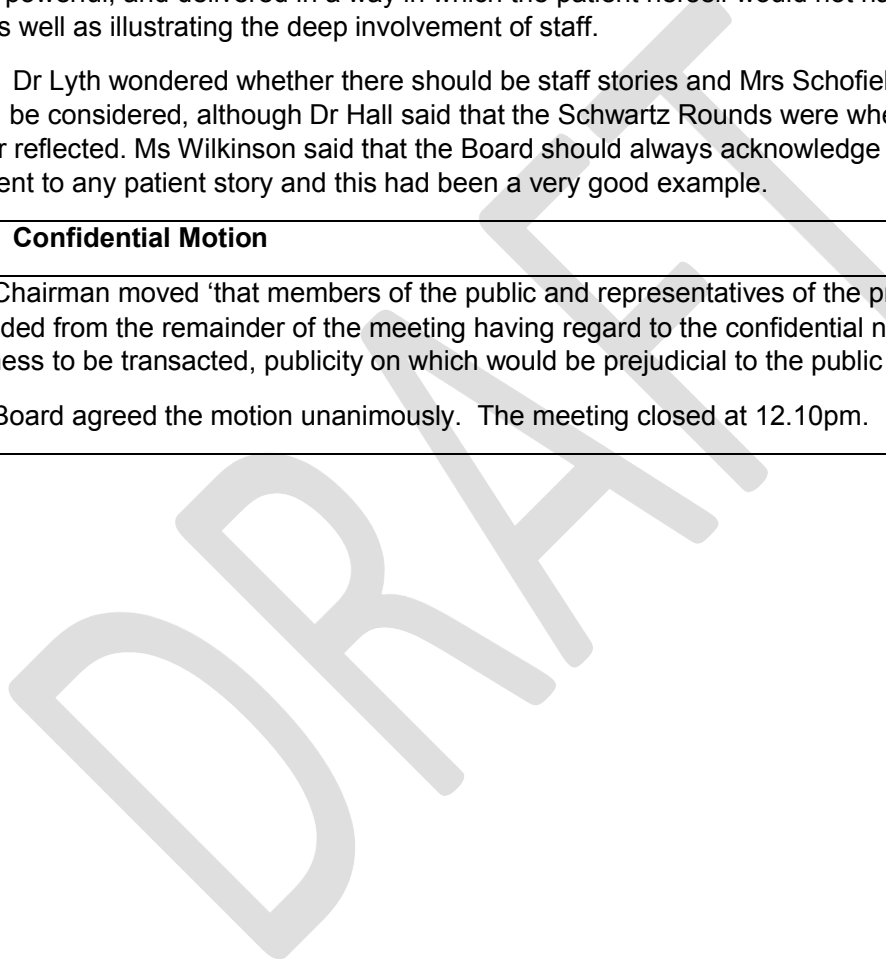 powerful, and delivered in a way in which the patient herself would not
s well as illustrating the deep involvement of staff.
Dr Lyth wondered whether there should be staff stories and Mrs
be considered, although Dr Hall said that the Schwartz Rounds were
reflected. Ms Wilkinson said that the Board should always acknowledge
to any patient story and this had been a very good example.
Confidential Motion
Chairman moved ‘that members of the public and representatives of the
from the remainder of the meeting having regard to the confidential
to be transacted, publicity on which would be prejudicial to the public
Board agreed the motion unanimously. The meeting closed at 12.10pm.
DRAFT